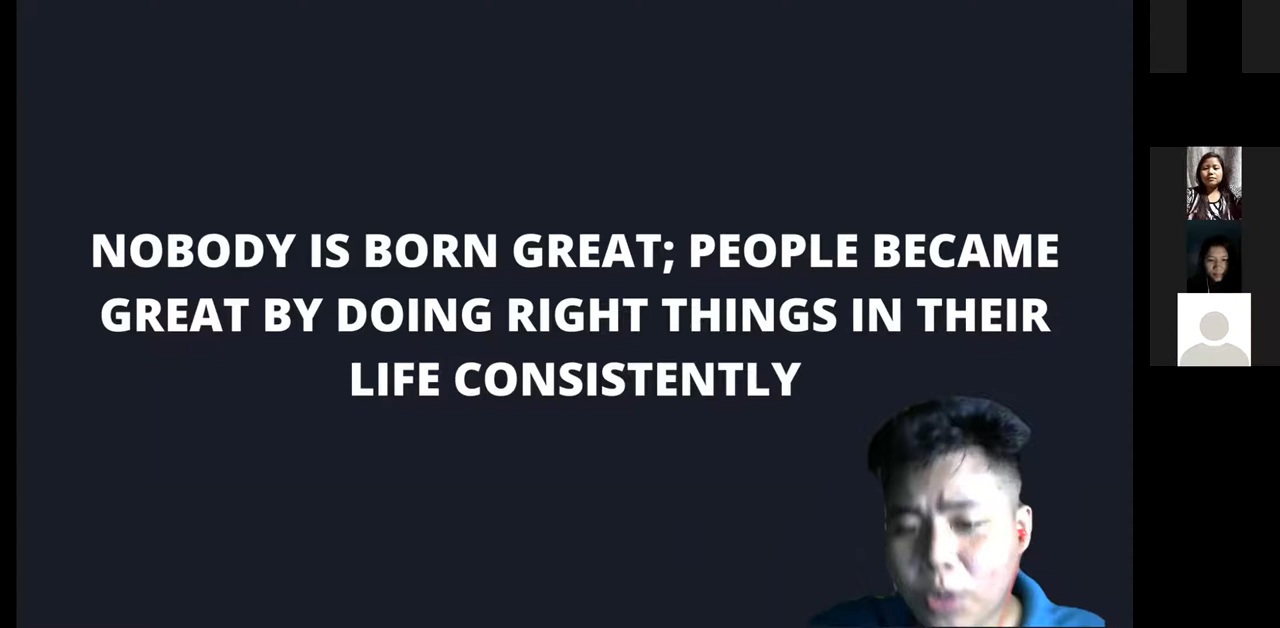 NOBODY IS BORN GREAT; PEOPLE BECAME
GREAT BY DOING RIGHT THINGS IN THEIR
LIFE CONSISTENTLY